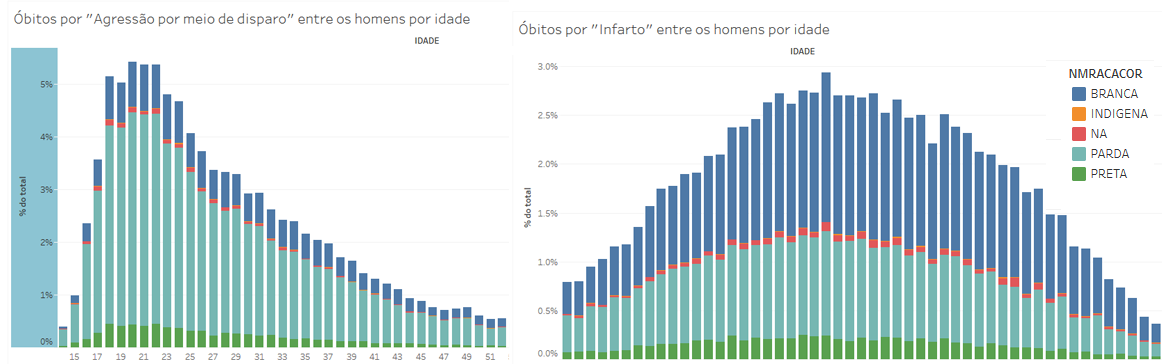 Óbitos por "Agressão por meio de disparo" entre os homens por idade
IDADE
% do total
5%
4%
3%
2%
1%
0%
15 17 19 21 23 25 27 29 31 33 35 37 39 41 43 45 47 49 51
Óbitos por "Infarto" entre os homens por idade
IDADE
% do total
3.0%
2.5%
2.0%
1.5%
1.0%
0.5%
0.0%
NMRACACOR
BRANCA
INDIGENA
NA
PARDA
PRETA